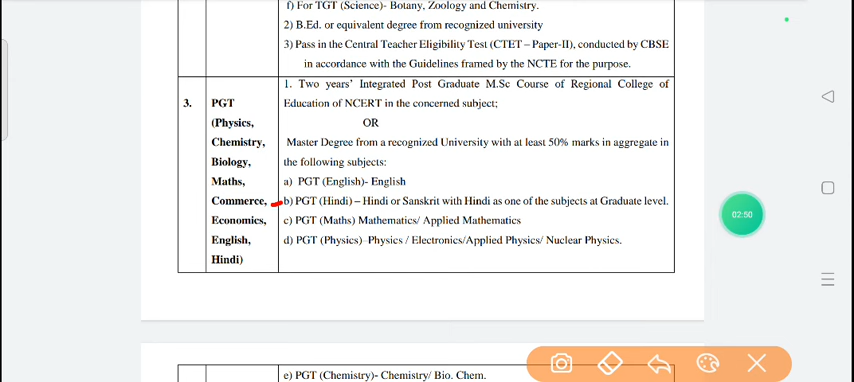 f) For TGT (Science)- Botany, Zoology and Chemistry.
2) B.Ed. or equivalent degree from recognized university
3) Pass in the Central Teacher Eligibility Test (CTET – Paper-II), conducted by CBSE
in accordance with the Guidelines framed by the NCTE for the purpose.
1. Two years' Integrated Post Graduate M.Sc Course of Regional College of
3. PGT Education of NCERT in the concerned subject;
(Physics, OR
Chemistry, Master Degree from a recognized University with at least 50% marks in aggregate in
Biology, the following subjects:
Maths, a) PGT (English)- English
Commerce, b) PGT (Hindi) – Hindi or Sanskrit with Hindi as one of the subjects at Graduate level.
Economics, c) PGT (Maths) Mathematics/ Applied Mathematics
English, d) PGT (Physics)–Physics / Electronics/Applied Physics/ Nuclear Physics.
Hindi)
02:50
e) PGT (Chemistry)- Chemistry/ Bio. Chem.